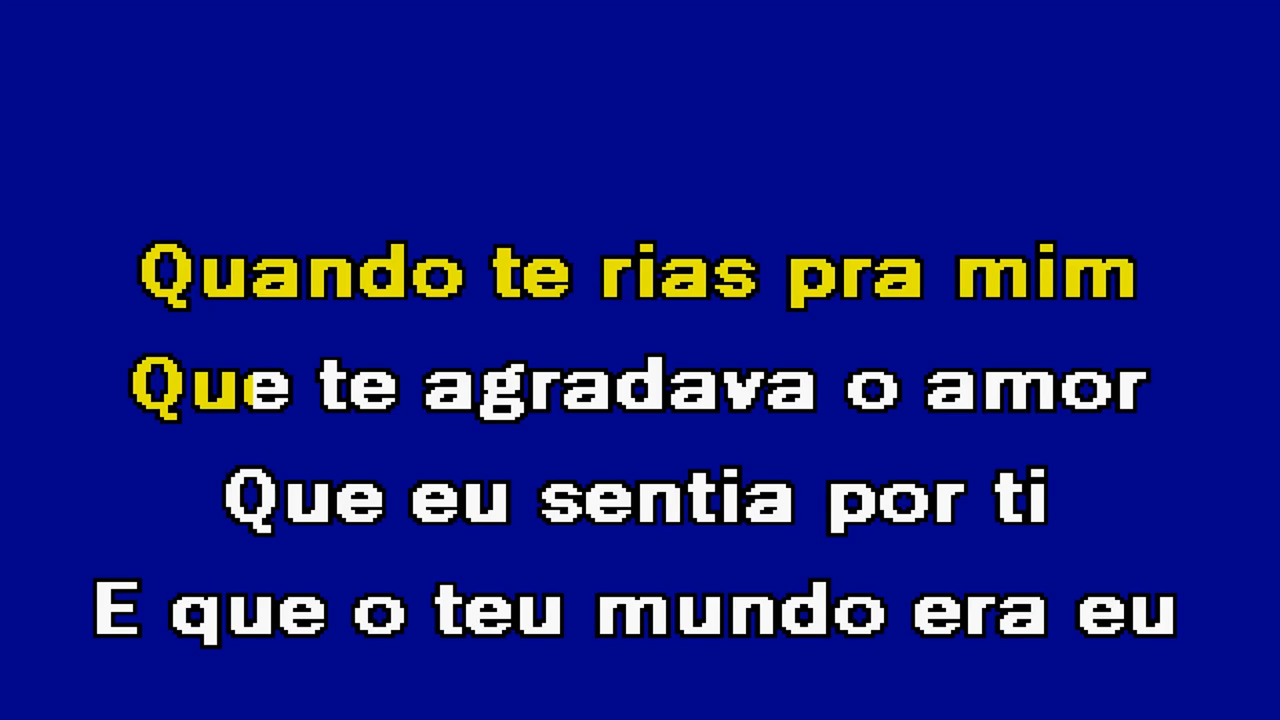 Quando te rias pra mim
Que te agradava o amor
Que eu sentia por ti
E que o teu mundo era eu